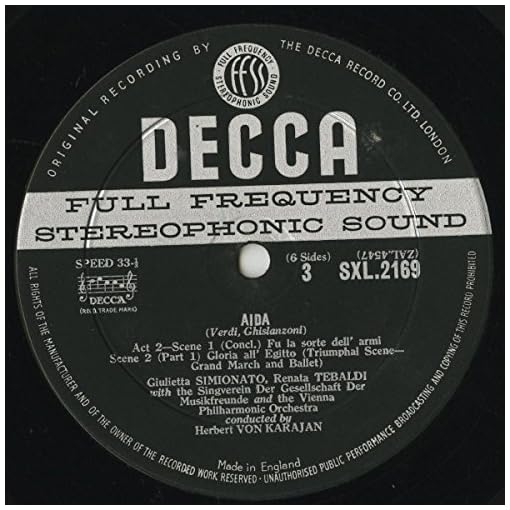 ORIGINAL RECORDING BY
THE DECCA RECORD CO. LTD. LONDON
FULL FREQUENCY
ffss
STEREOPHONIC SOUND
DECCA
FULL FREQUENCY
STEREOPHONIC SOUND
SPEED 33⅓
DECCA
(REG. TRADE MARK)
(6 Sides)
3
(ZAL.4547)
SXL.2169
AIDA
(Verdi, Ghislanzoni)
Act 2—Scene 1 (Concl.) Fu la sorte dell' armi
Scene 2 (Part 1) Gloria all' Egitto (Triumphal Scene—
Grand March and Ballet)
Giulietta SIMIONATO, Renata TEBALDI
with the Singverein Der Gesellschaft Der
Musikfreunde and the Vienna
Philharmonic Orchestra
conducted by
Herbert VON KARAJAN
Made in England
ALL RIGHTS OF THE MANUFACTURER AND OF THE OWNER OF THE RECORDED WORK RESERVED-UNAUTHORISED PUBLIC PERFORMANCE BROADCASTING AND COPYING OF THIS RECORD PROHIBITED